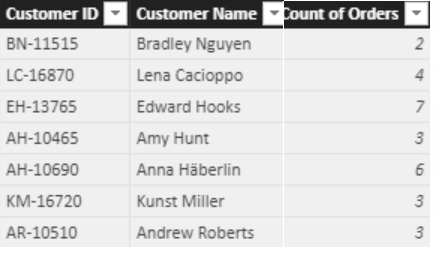 Customer ID Customer Name Count of Orders
BN-11515 Bradley Nguyen 2
LC-16870 Lena Cacioppo 4
EH-13765 Edward Hooks 7
AH-10465 Amy Hunt 3
AH-10690 Anna Häberlin 6
KM-16720 Kunst Miller 3
AR-10510 Andrew Roberts 3